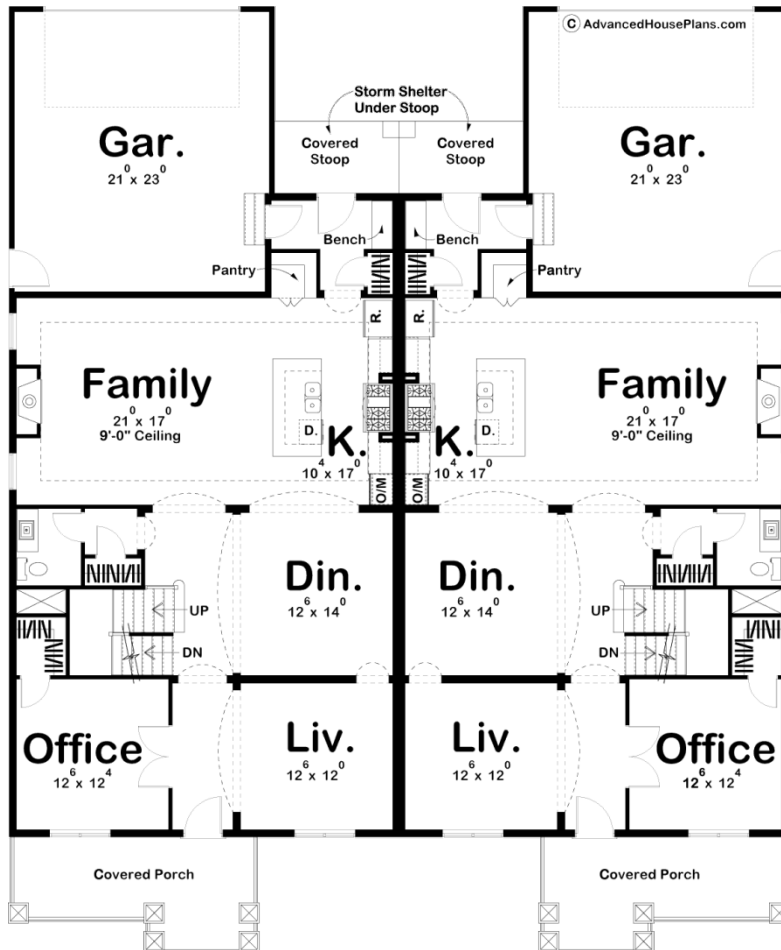 © AdvancedHousePlans.com
Storm Shelter
Under Stoop
Covered
Stoop
Covered
Stoop
Gar.
21⁰ x 23⁰
Gar.
21⁰ x 23⁰
Bench
Bench
Pantry
Pantry
R.
R.
Family
21⁰ x 17⁰
9'-0" Ceiling
D.
K.
10⁴ x 17⁰
O/M
D.
K.
10⁴ x 17⁰
O/M
Family
21⁰ x 17⁰
9'-0" Ceiling
UP
DN
Din.
12⁶ x 14⁰
Din.
12⁶ x 14⁰
UP
DN
Office
12⁶ x 12⁴
Liv.
12⁶ x 12⁰
Liv.
12⁶ x 12⁰
Office
12⁶ x 12⁴
Covered Porch
Covered Porch